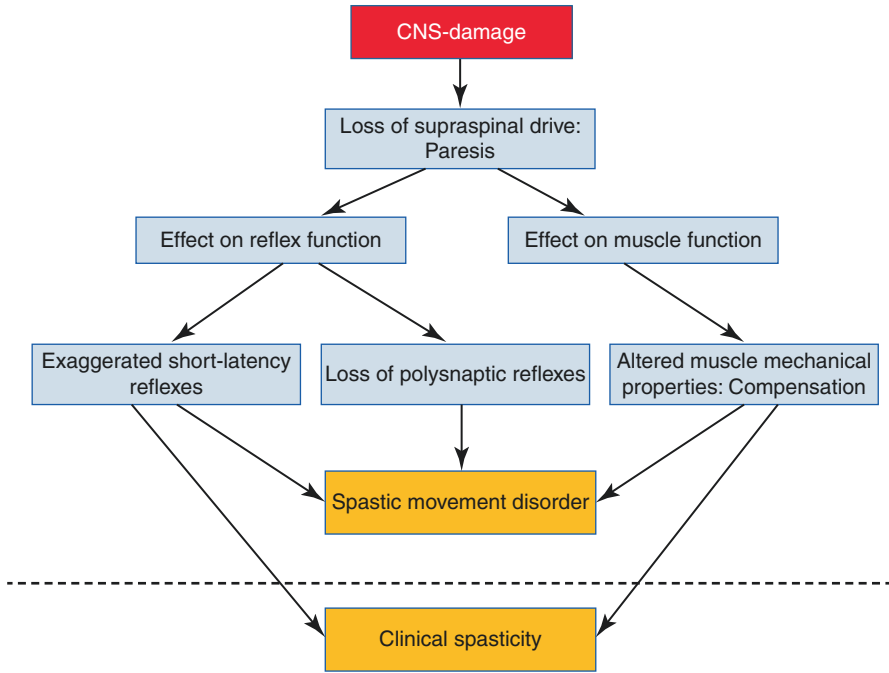 CNS-damage
Loss of supraspinal drive:
Paresis
Effect on reflex function
Effect on muscle function
Exaggerated short-latency
reflexes
Loss of polysnaptic reflexes
Altered muscle mechanical
properties: Compensation
Spastic movement disorder
Clinical spasticity